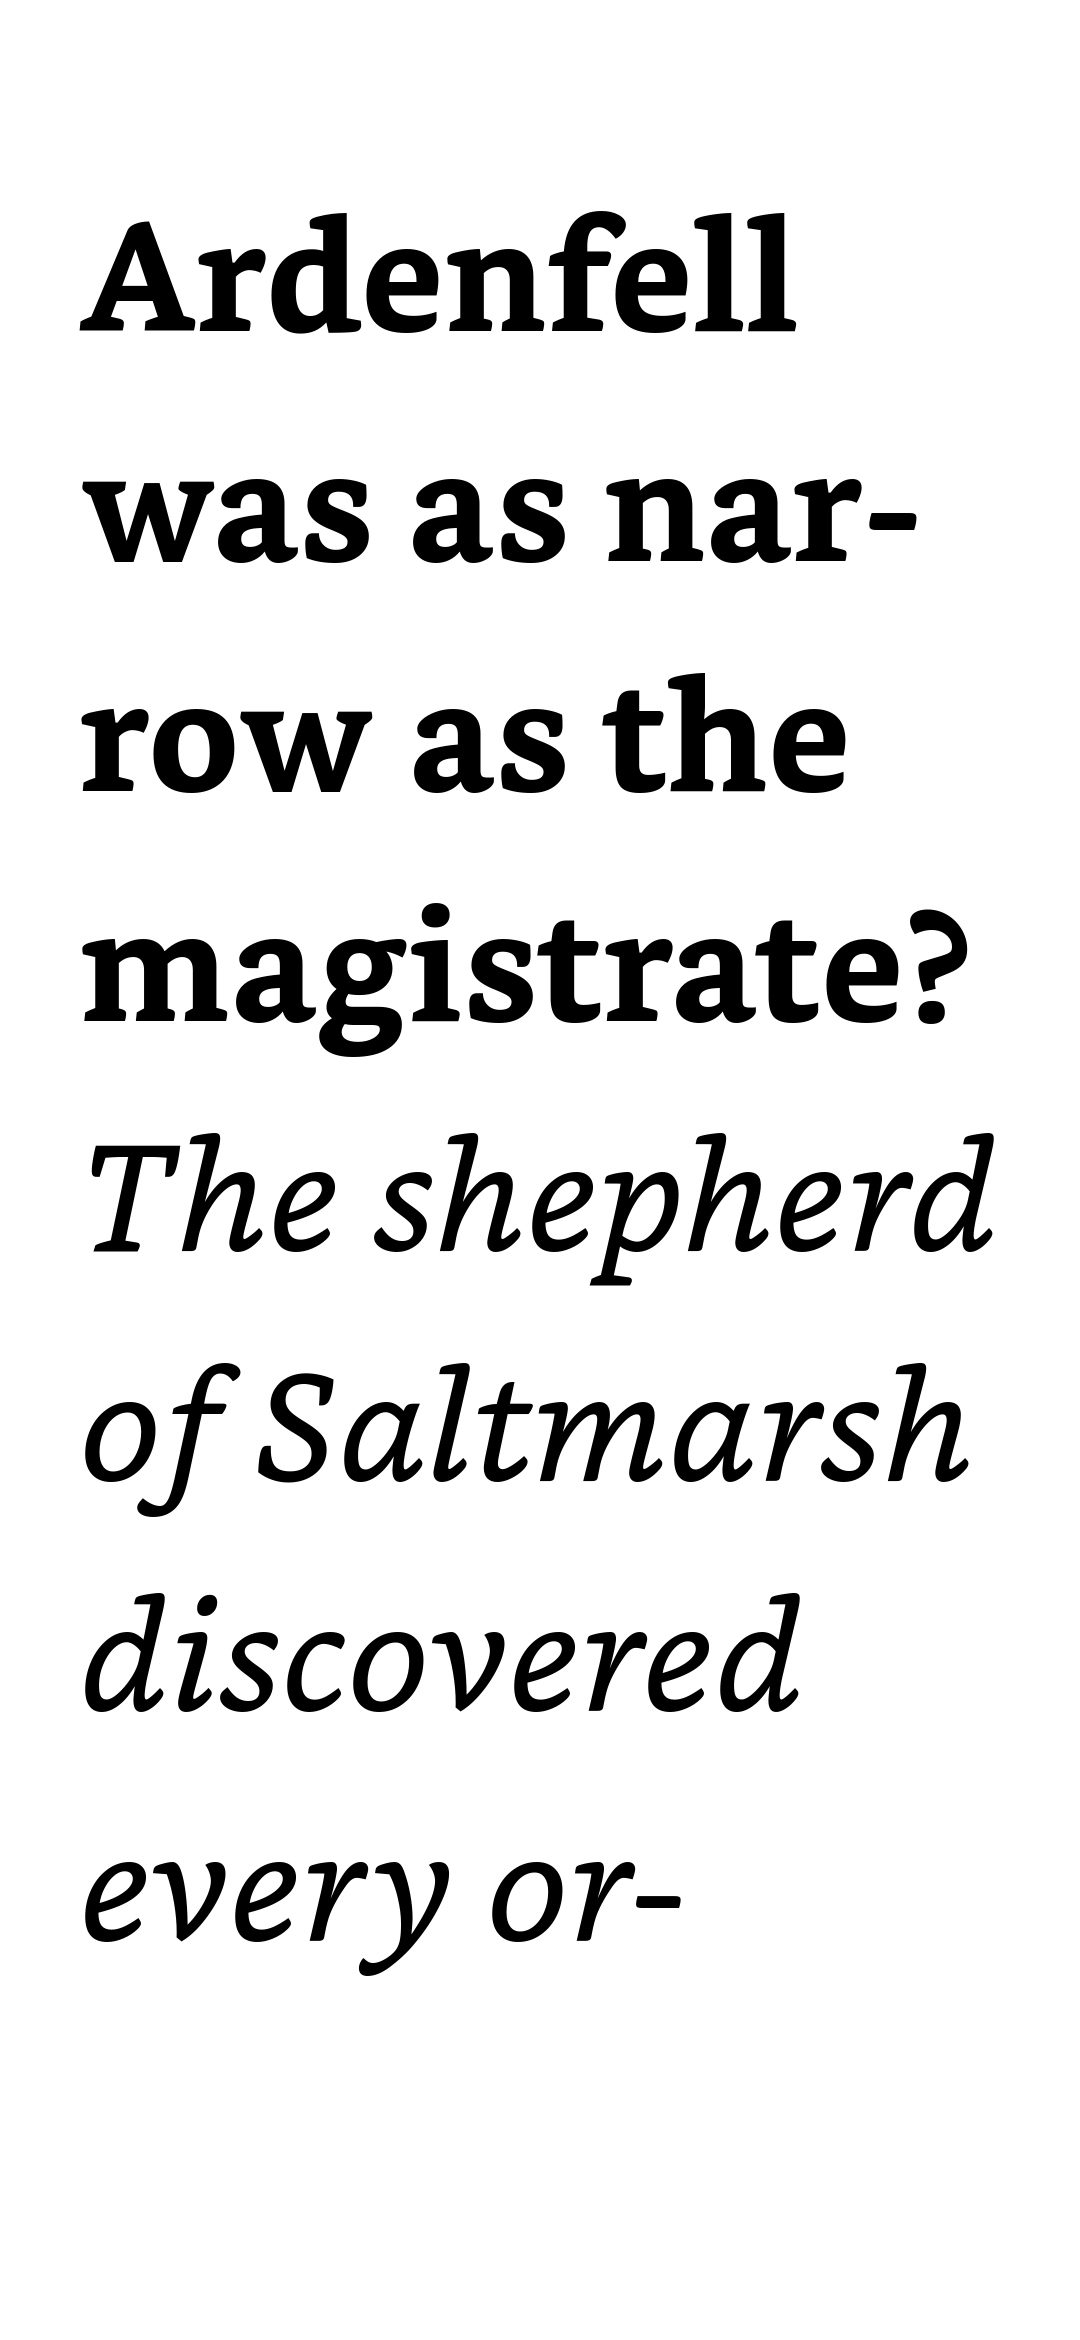 Ardenfell
was as nar-
row as the
magistrate?
The shepherd
of Saltmarsh
discovered
every or-